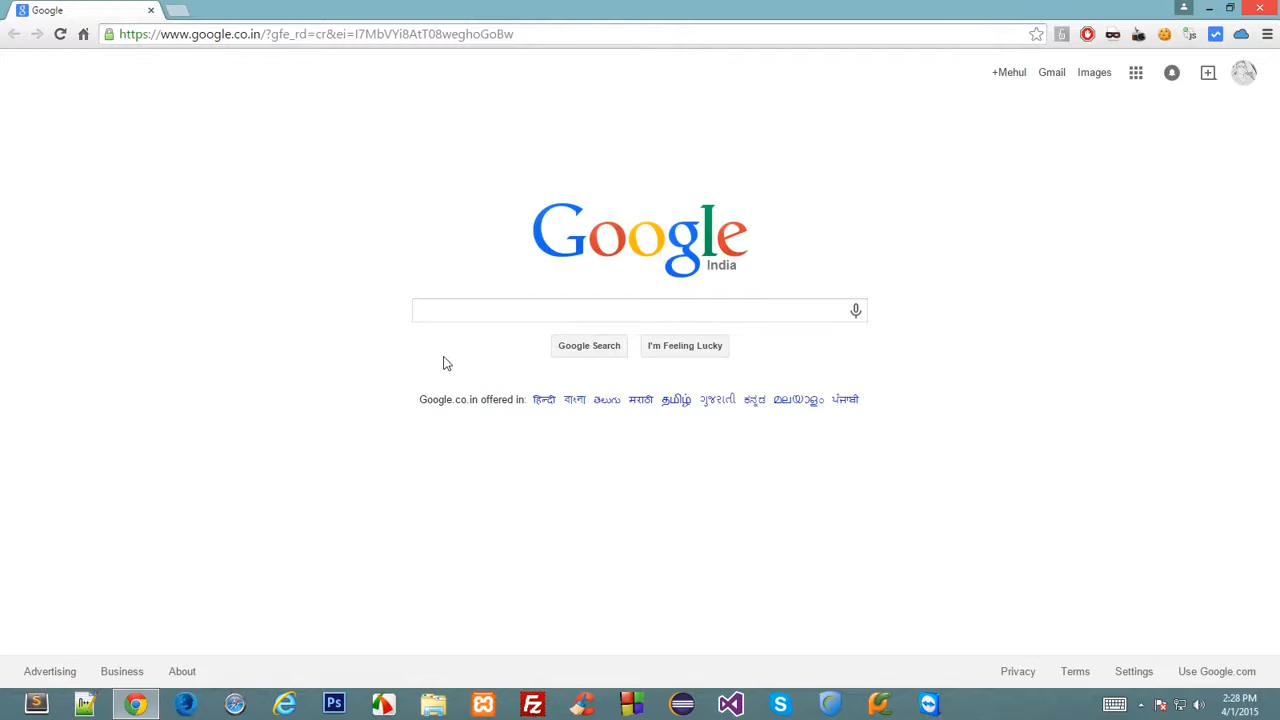 Google
https://www.google.co.in/?gfe_rd=cr&ei=I7MbVYi8AtT08weghoGoBw
+Mehul Gmail Images
Google
India
Google Search I'm Feeling Lucky
Google.co.in offered in: हिन्दी বাংলা తెలుగు मराठी தமிழ் ગુજરાતી ಕನ್ನಡ മലയാളം ਪੰਜਾਬੀ
Advertising Business About Privacy Terms Settings Use Google.com
Ps
Fz
2:28 PM
4/1/2015